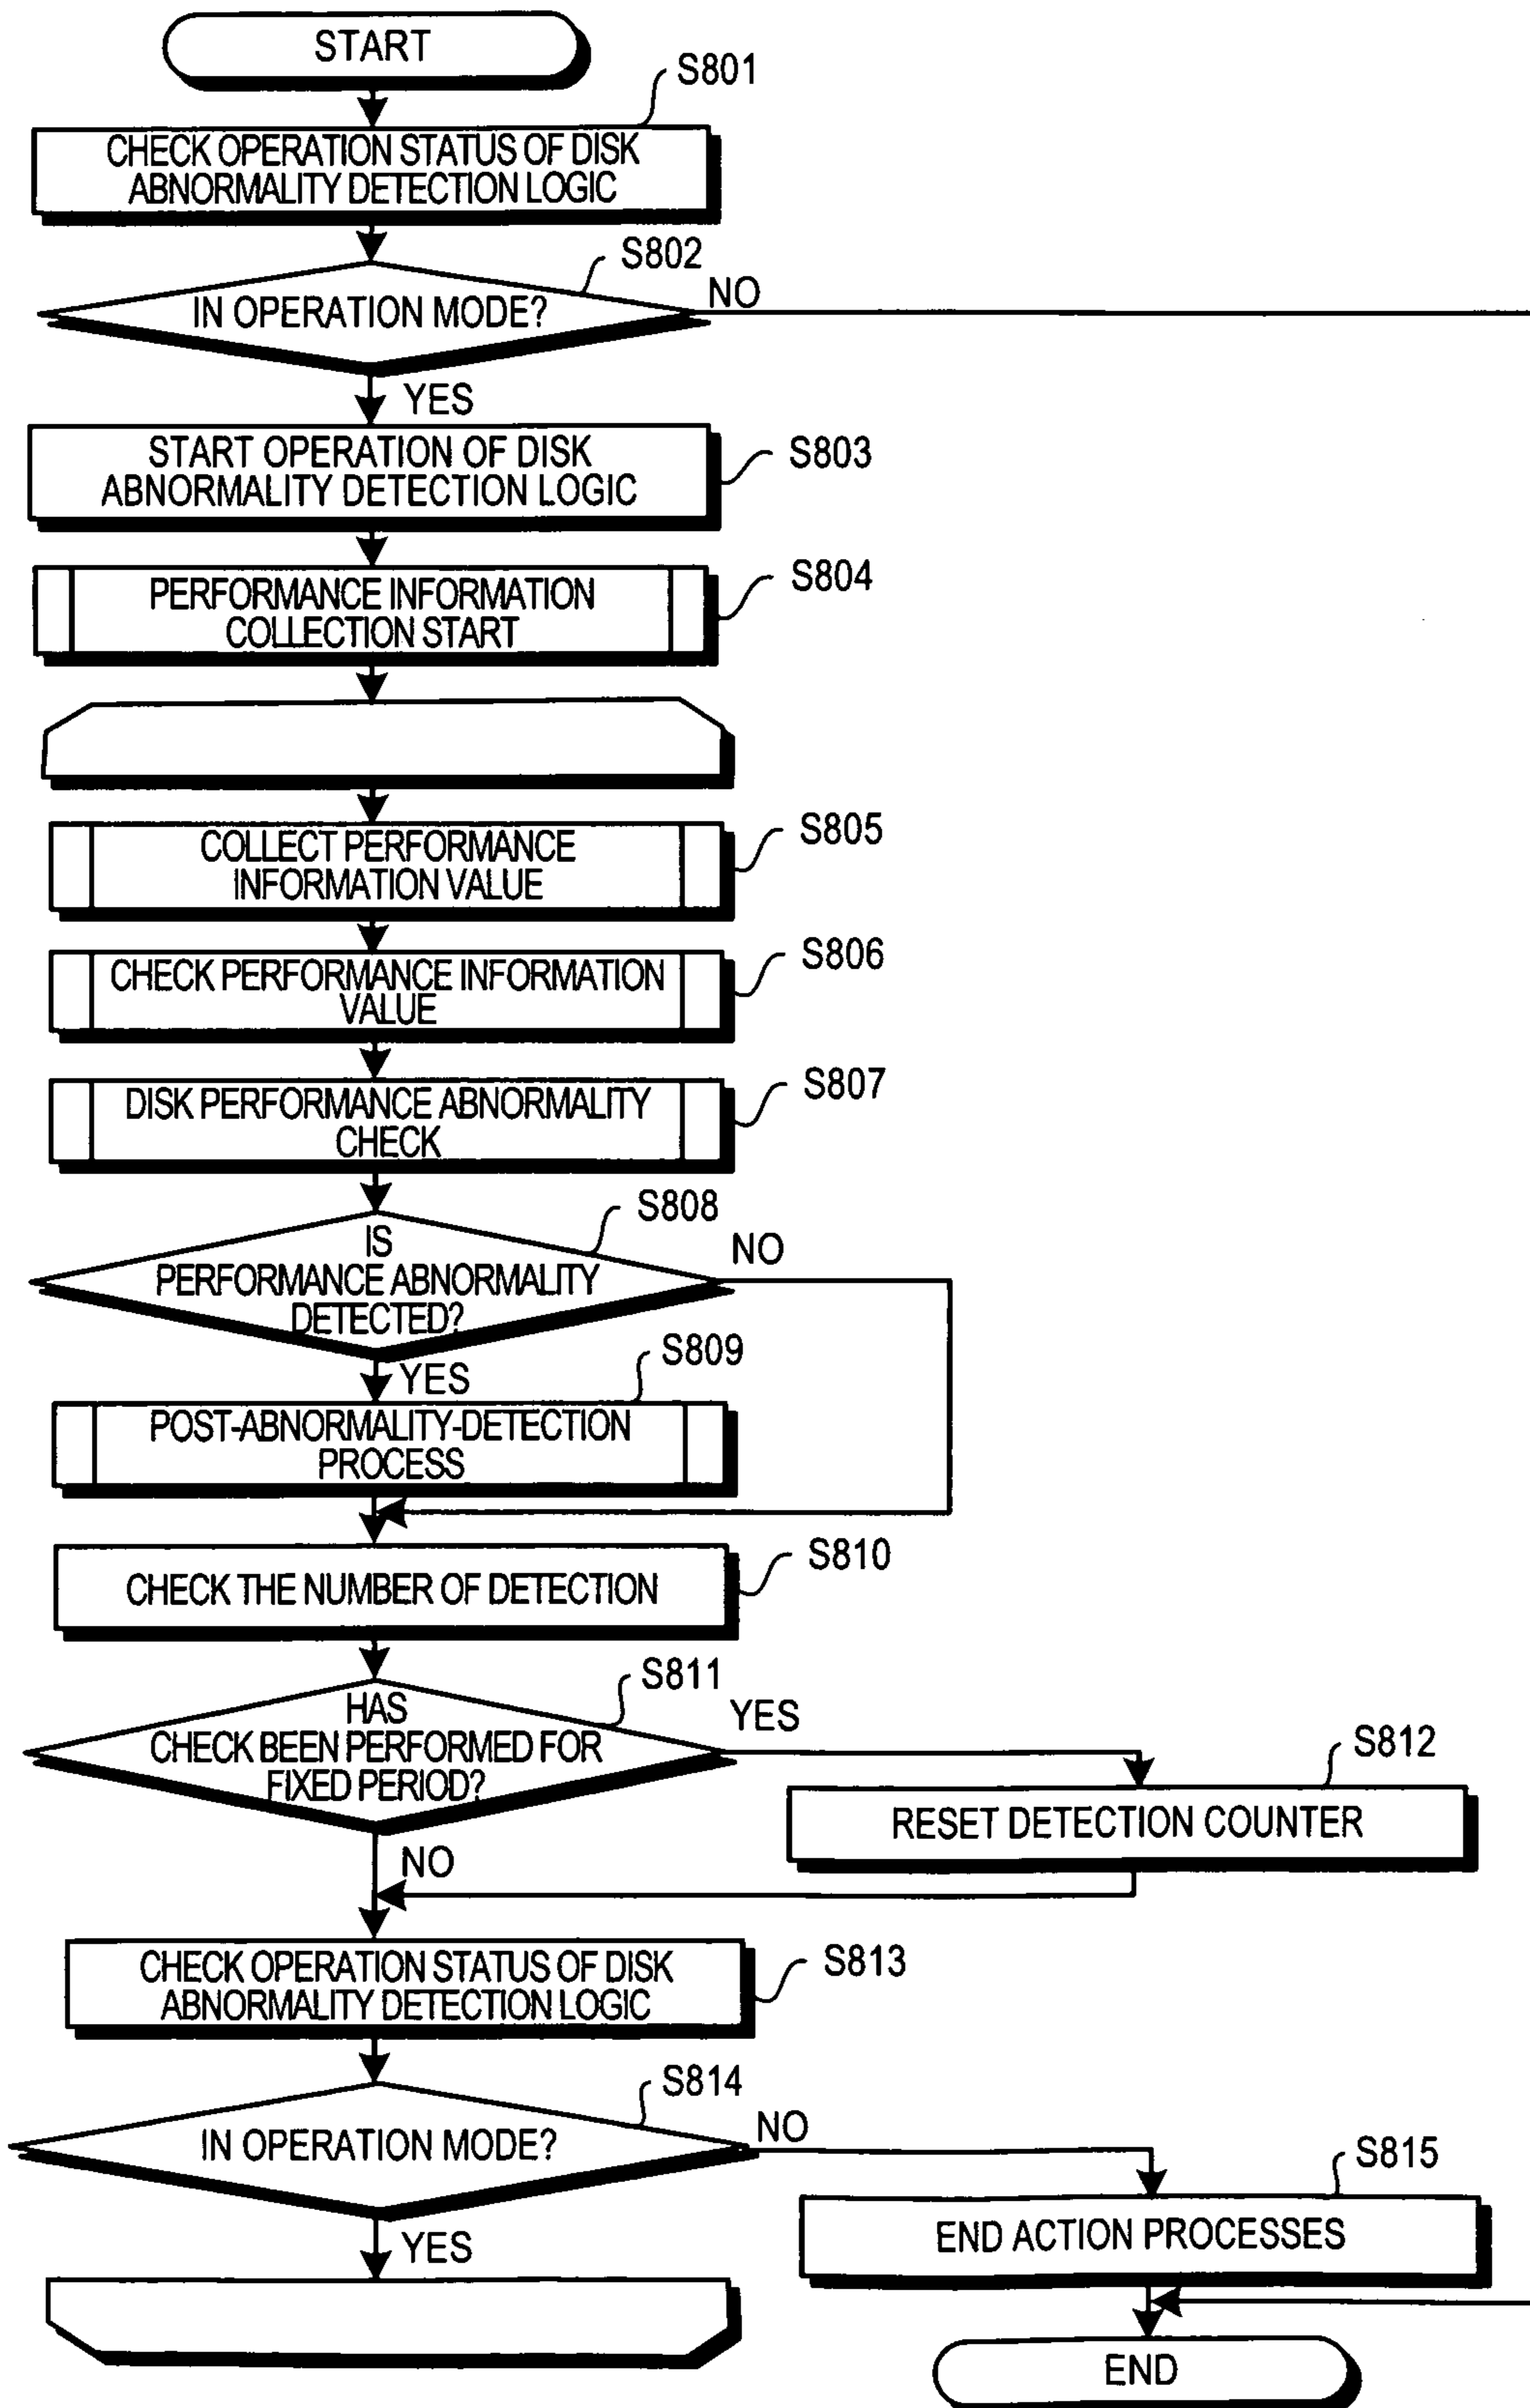 START
S801
CHECK OPERATION STATUS OF DISK
ABNORMALITY DETECTION LOGIC
S802
IN OPERATION MODE?
NO
YES
START OPERATION OF DISK
ABNORMALITY DETECTION LOGIC
S803
PERFORMANCE INFORMATION
COLLECTION START
S804
COLLECT PERFORMANCE
INFORMATION VALUE
S805
CHECK PERFORMANCE INFORMATION
VALUE
S806
DISK PERFORMANCE ABNORMALITY
CHECK
S807
S808
IS
PERFORMANCE ABNORMALITY
DETECTED?
NO
YES
S809
POST-ABNORMALITY-DETECTION
PROCESS
CHECK THE NUMBER OF DETECTION
S810
S811
HAS
CHECK BEEN PERFORMED FOR
FIXED PERIOD?
YES
S812
RESET DETECTION COUNTER
NO
CHECK OPERATION STATUS OF DISK
ABNORMALITY DETECTION LOGIC
S813
S814
IN OPERATION MODE?
NO
S815
END ACTION PROCESSES
YES
END